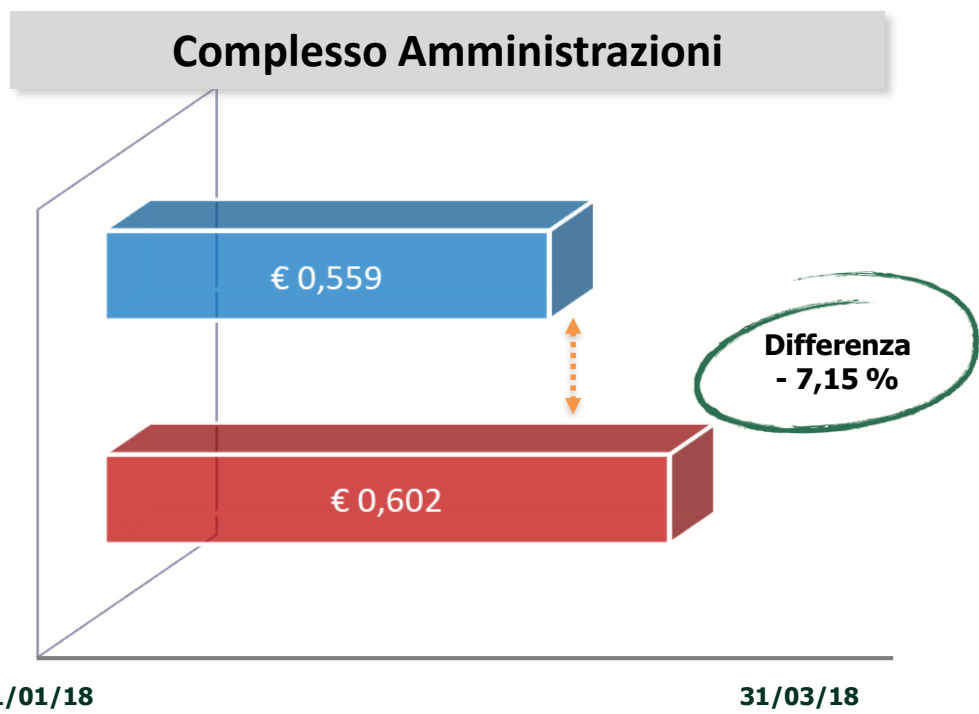 Complesso Amministrazioni
€ 0,559
Differenza
- 7,15 %
€ 0,602
/01/18
31/03/18